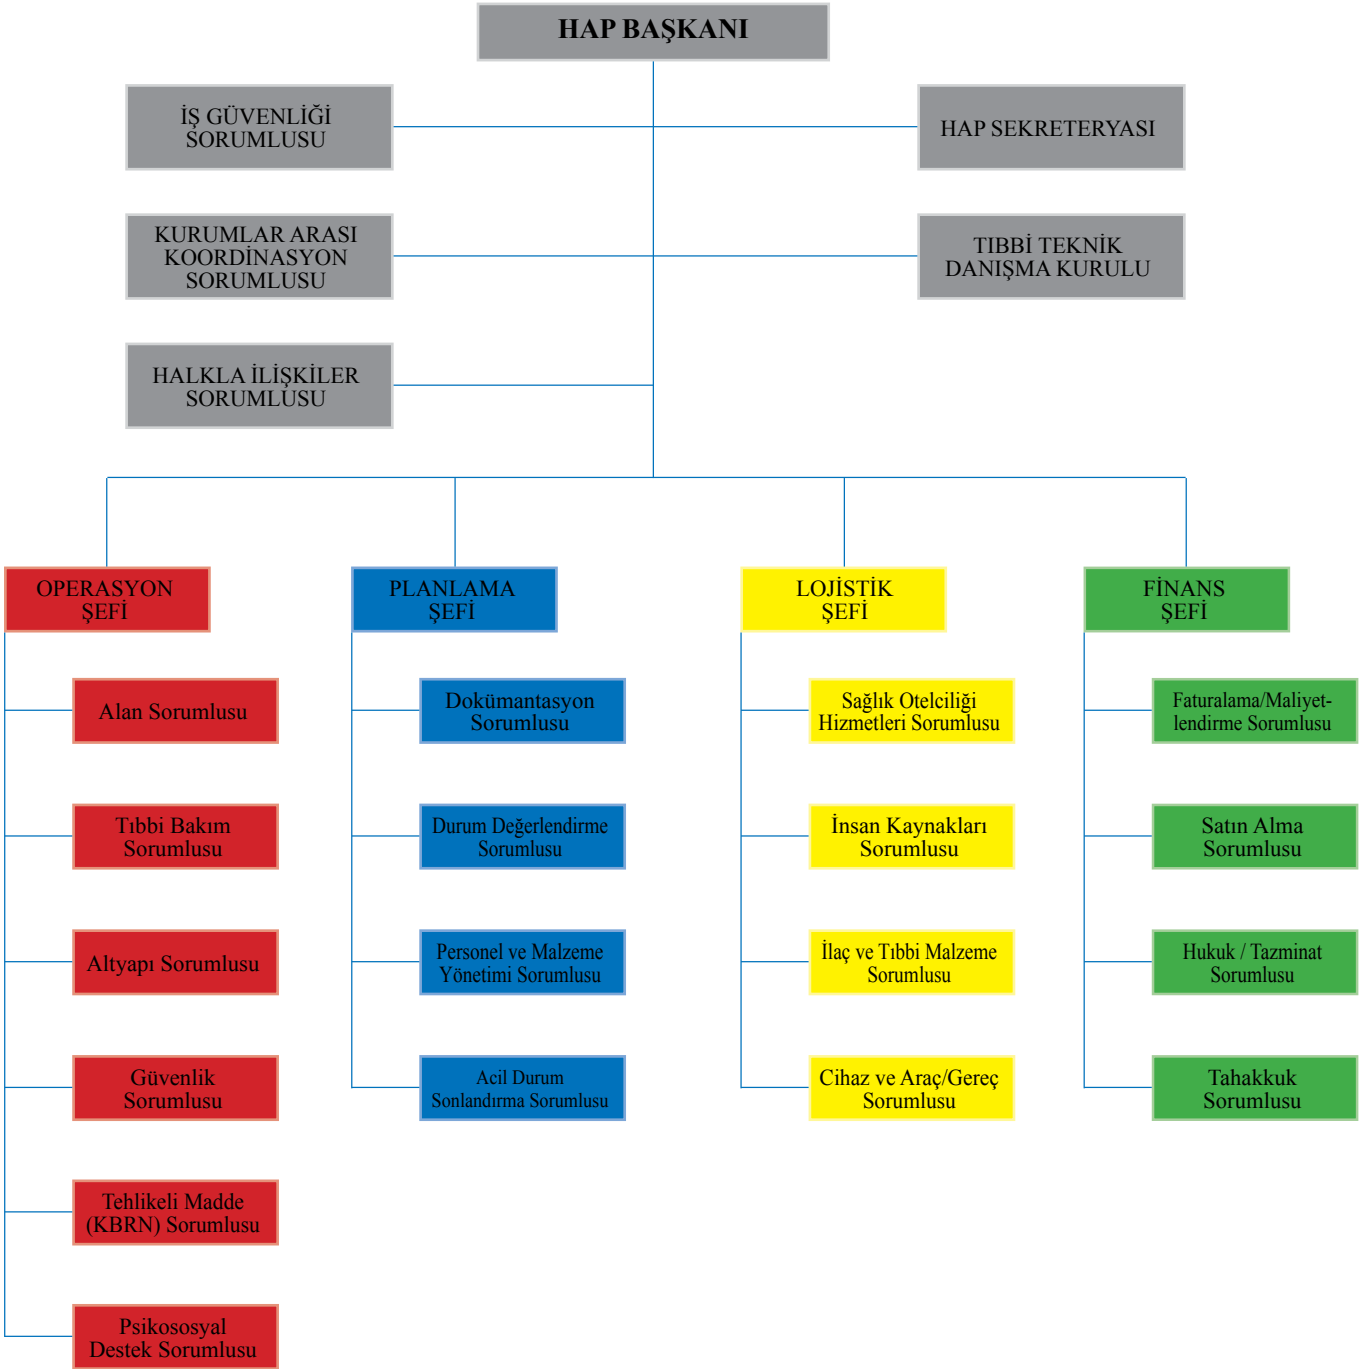 HAP BAŞKANI
İŞ GÜVENLİĞİ
SORUMLUSU
HAP SEKRETERYASI
KURUMLAR ARASI
KOORDİNASYON
SORUMLUSU
TIBBİ TEKNİK
DANIŞMA KURULU
HALKLA İLİŞKİLER
SORUMLUSU
OPERASYON
ŞEFİ
Alan Sorumlusu
Tıbbi Bakım
Sorumlusu
Altyapı Sorumlusu
Güvenlik
Sorumlusu
Tehlikeli Madde
(KBRN) Sorumlusu
Psikososyal
Destek Sorumlusu
PLANLAMA
ŞEFİ
Dokümantasyon
Sorumlusu
Durum Değerlendirme
Sorumlusu
Personel ve Malzeme
Yönetimi Sorumlusu
Acil Durum
Sonlandırma Sorumlusu
LOJİSTİK
ŞEFİ
Sağlık Otelciliği
Hizmetleri Sorumlusu
İnsan Kaynakları
Sorumlusu
İlaç ve Tıbbi Malzeme
Sorumlusu
Cihaz ve Araç/Gereç
Sorumlusu
FİNANS
ŞEFİ
Faturalama/Maliyet-
lendirme Sorumlusu
Satın Alma
Sorumlusu
Hukuk / Tazminat
Sorumlusu
Tahakkuk
Sorumlusu